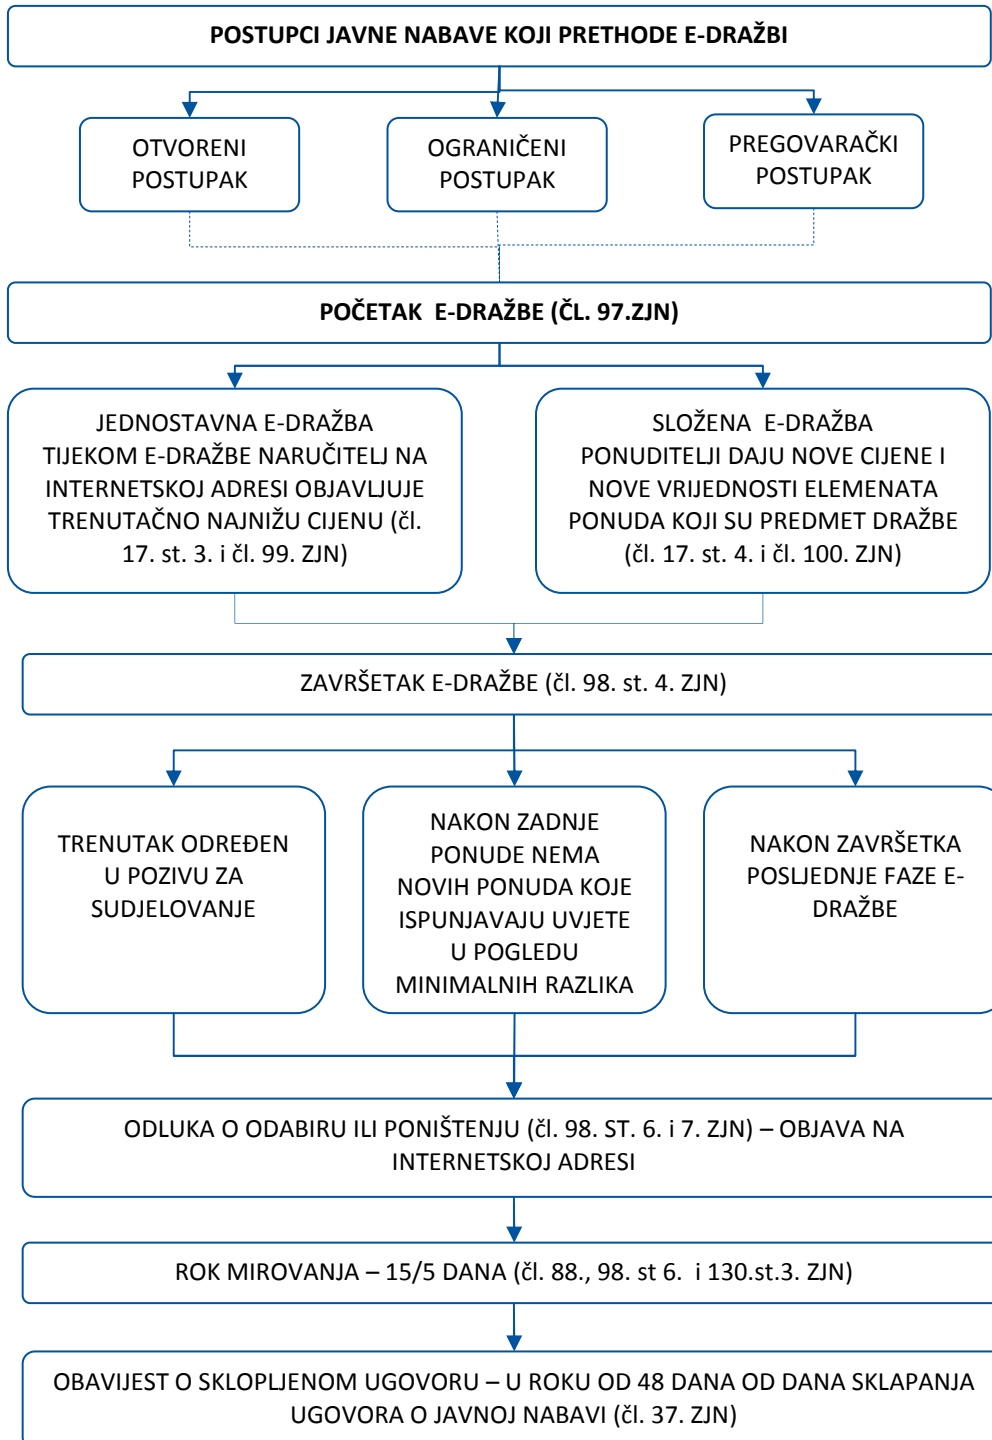 POSTUPCI JAVNE NABAVE KOJI PRETHODE E-DRAŽBI
OTVORENI
POSTUPAK
OGRANIČENI
POSTUPAK
PREGOVARAČKI
POSTUPAK
POČETAK E-DRAŽBE (ČL. 97.ZJN)
JEDNOSTAVNA E-DRAŽBA
TIJEKOM E-DRAŽBE NARUČITELJ NA
INTERNETSKOJ ADRESI OBJAVLJUJE
TRENUTAČNO NAJNIŽU CIJENU (čl.
17. st. 3. i čl. 99. ZJN)
SLOŽENA E-DRAŽBA
PONUDITELJI DAJU NOVE CIJENE I
NOVE VRIJEDNOSTI ELEMENATA
PONUDA KOJI SU PREDMET DRAŽBE
(čl. 17. st. 4. i čl. 100. ZJN)
ZAVRŠETAK E-DRAŽBE (čl. 98. st. 4. ZJN)
TRENUTAK ODREĐEN
U POZIVU ZA
SUDJELOVANJE
NAKON ZADNJE
PONUDE NEMA
NOVIH PONUDA KOJE
ISPUNJAVAJU UVJETE
U POGLEDU
MINIMALNIH RAZLIKA
NAKON ZAVRŠETKA
POSLJEDNJE FAZE E-
DRAŽBE
ODLUKA O ODABIRU ILI PONIŠTENJU (čl. 98. ST. 6. i 7. ZJN) – OBJAVA NA
INTERNETSKOJ ADRESI
ROK MIROVANJA – 15/5 DANA (čl. 88., 98. st 6. i 130.st.3. ZJN)
OBAVIJEST O SKLOPLJENOM UGOVORU – U ROKU OD 48 DANA OD DANA SKLAPANJA
UGOVORA O JAVNOJ NABAVI (čl. 37. ZJN)